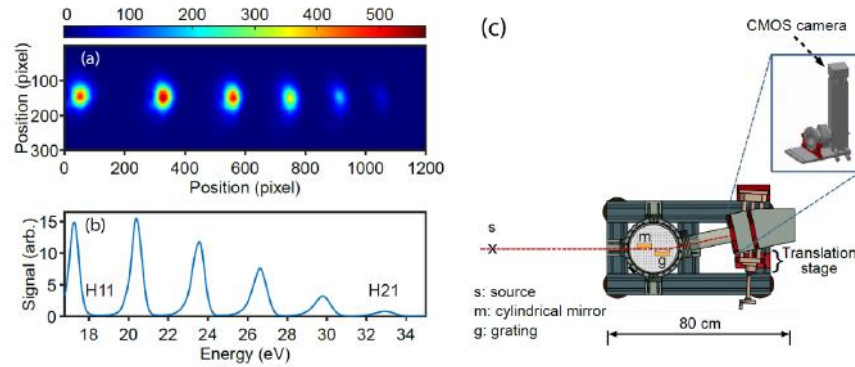 0 200 400 500
(a)
Position (pixel)
100
200
300
0 200 400 600 800 1000 1200
Position (pixel)
(b)
Signal (arb.)
15
10
5
0
H11
H21
18 20 22 24 26 28 30 32 34
Energy (eV)
(c)
CMOS camera
s
X
m
g
Translation
stage
s: source
m: cylindrical mirror
g: grating
80 cm